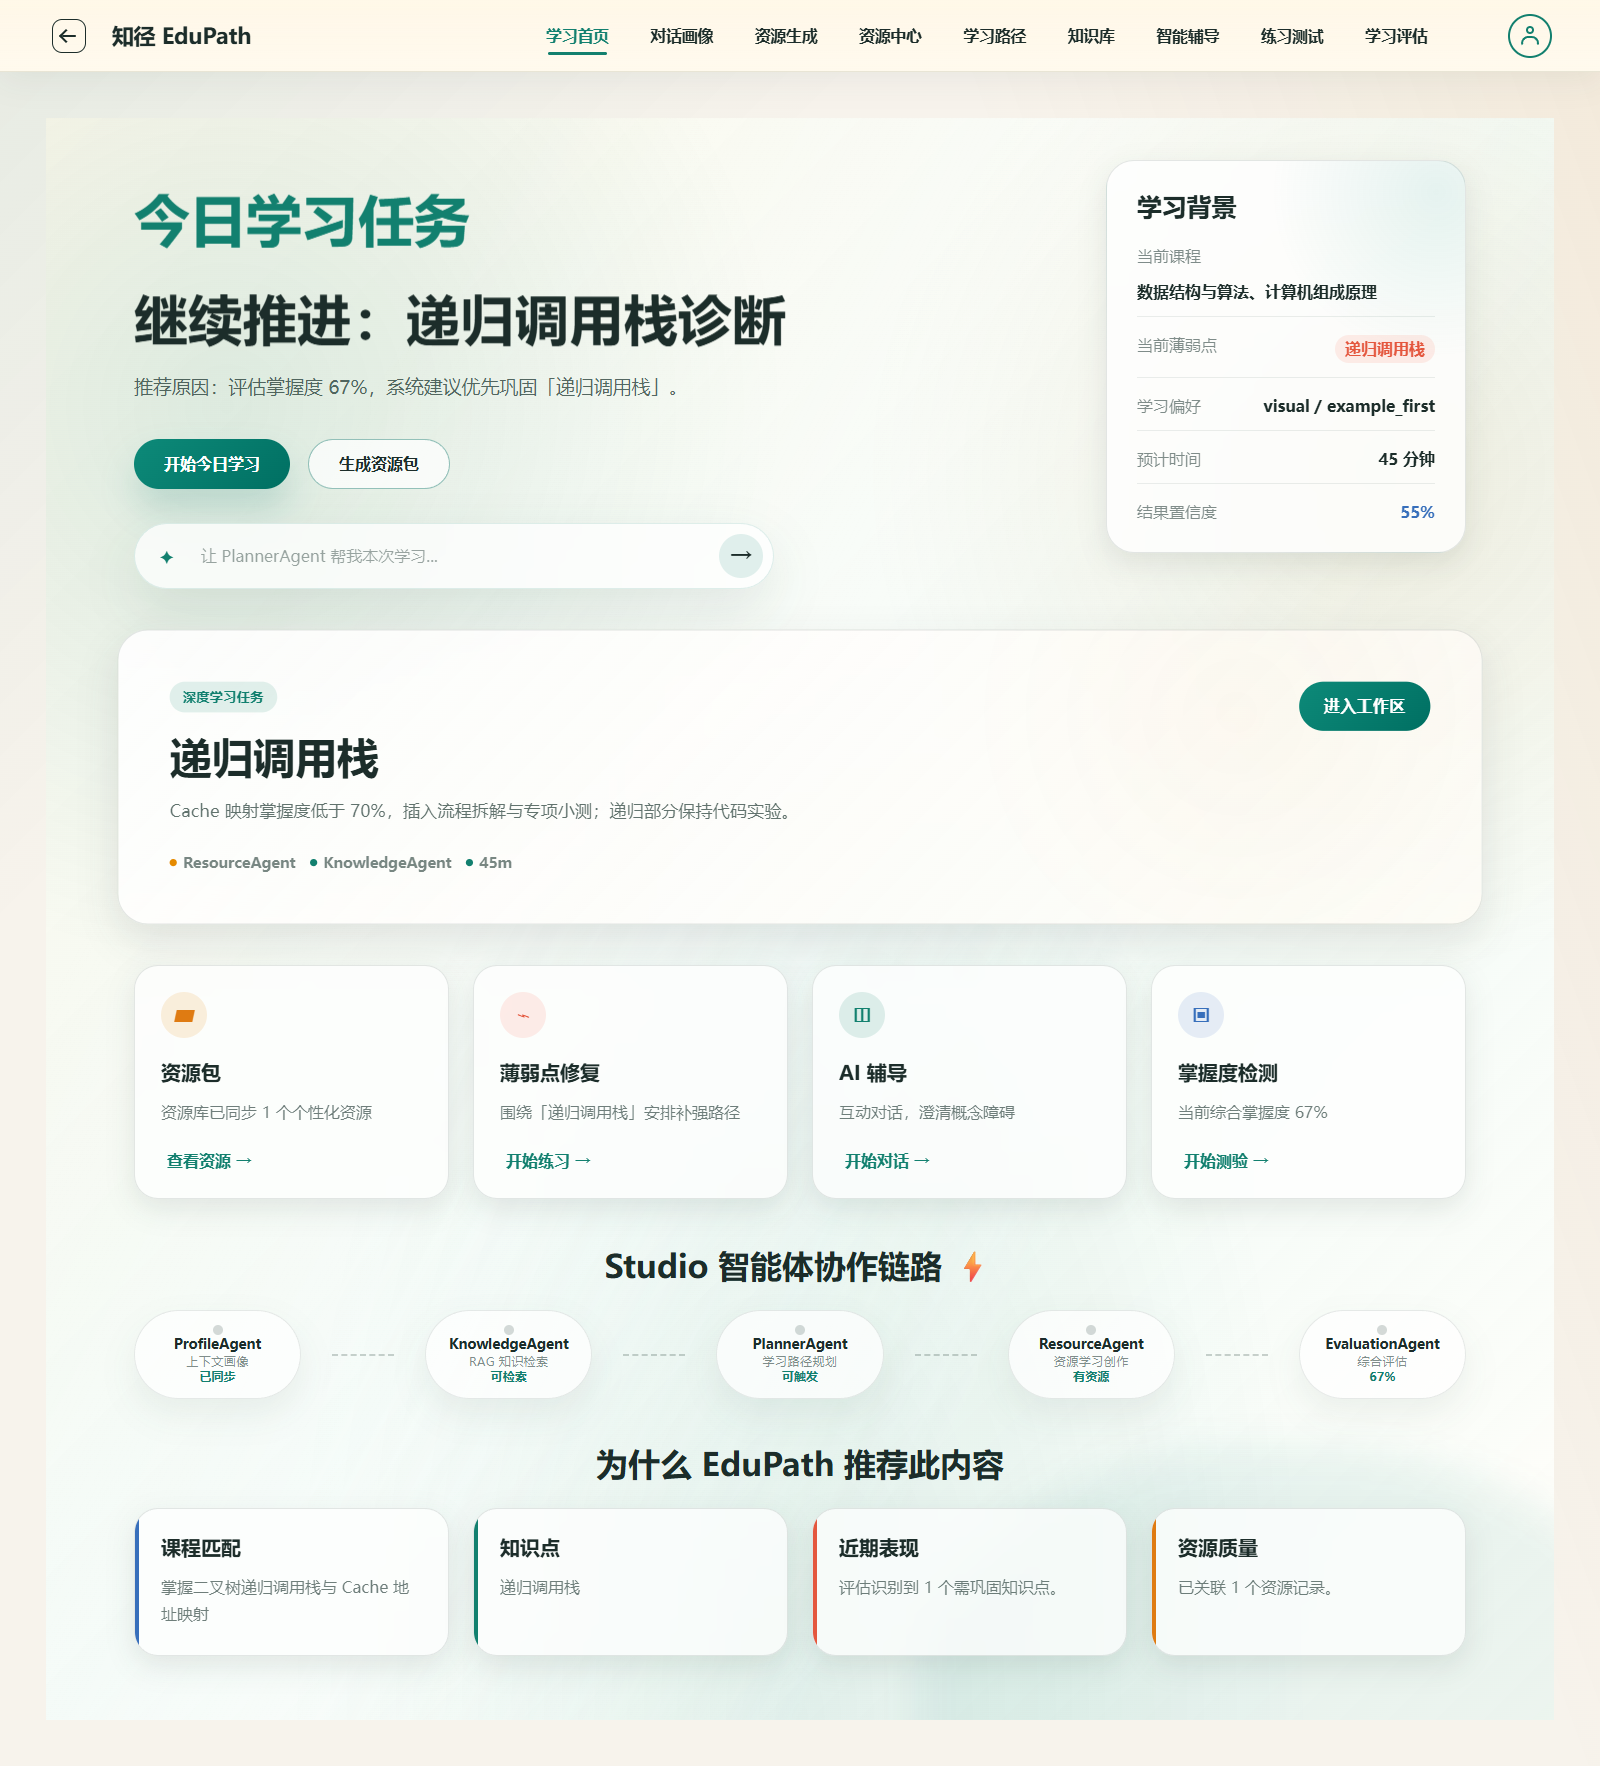 知径 EduPath
学习首页 对话画像 资源生成 资源中心 学习路径 知识库 智能辅导 练习测试 学习评估
今日学习任务
继续推进：递归调用栈诊断
推荐原因：评估掌握度 67%，系统建议优先巩固「递归调用栈」。
开始今日学习 生成资源包
让 PlannerAgent 帮我本次学习...
学习背景
当前课程
数据结构与算法、计算机组成原理
当前薄弱点 递归调用栈
学习偏好 visual / example_first
预计时间 45 分钟
结果置信度 55%
深度学习任务
进入工作区
递归调用栈
Cache 映射掌握度低于 70%，插入流程拆解与专项小测；递归部分保持代码实验。
ResourceAgent KnowledgeAgent 45m
资源包
资源库已同步 1 个个性化资源
查看资源 →
薄弱点修复
围绕「递归调用栈」安排补强路径
开始练习 →
AI 辅导
互动对话，澄清概念障碍
开始对话 →
掌握度检测
当前综合掌握度 67%
开始测验 →
Studio 智能体协作链路
ProfileAgent
上下文画像
已同步
KnowledgeAgent
RAG 知识检索
可检索
PlannerAgent
学习路径规划
可触发
ResourceAgent
资源学习创作
有资源
EvaluationAgent
综合评估
67%
为什么 EduPath 推荐此内容
课程匹配
掌握二叉树递归调用栈与 Cache 地
址映射
知识点
递归调用栈
近期表现
评估识别到 1 个需巩固知识点。
资源质量
已关联 1 个资源记录。